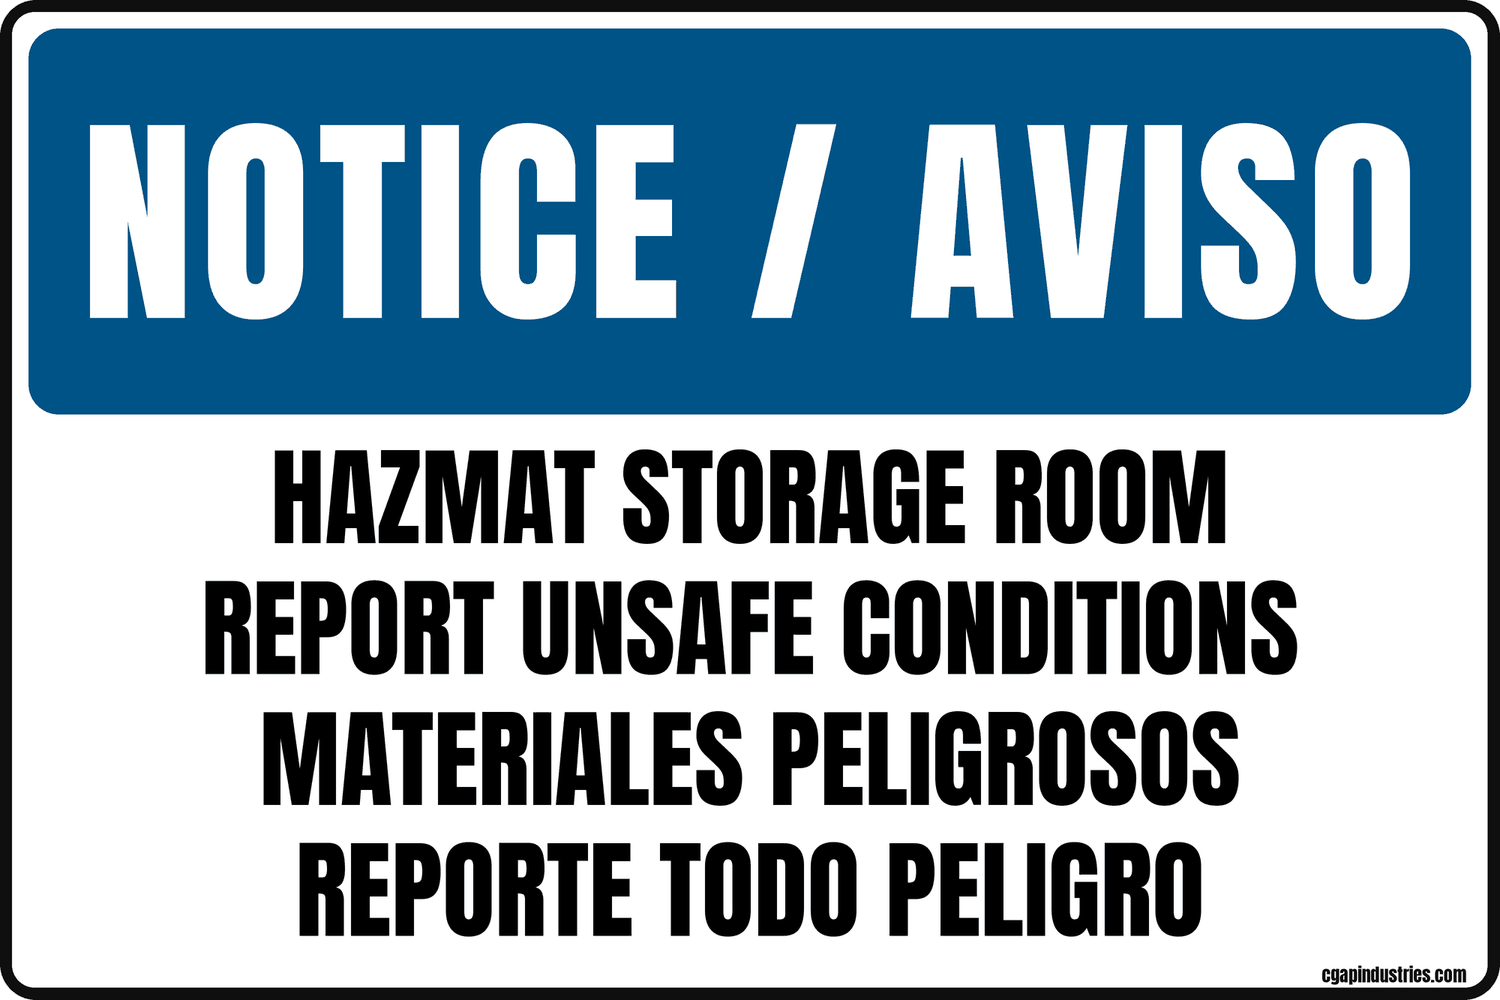 NOTICE / AVISO
HAZMAT STORAGE ROOM
REPORT UNSAFE CONDITIONS
MATERIALES PELIGROSOS
REPORTE TODO PELIGRO
cgapindustries.com